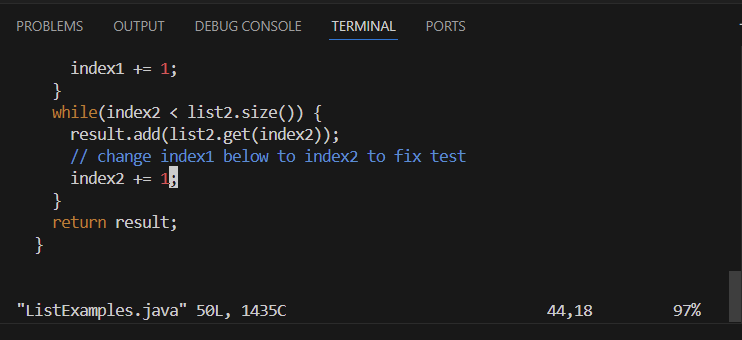 PROBLEMS OUTPUT DEBUG CONSOLE TERMINAL PORTS
index1 += 1;
}
while(index2 < list2.size()) {
result.add(list2.get(index2));
// change index1 below to index2 to fix test
index2 += 1;
}
return result;
}
"ListExamples.java" 50L, 1435C 44,18 97%